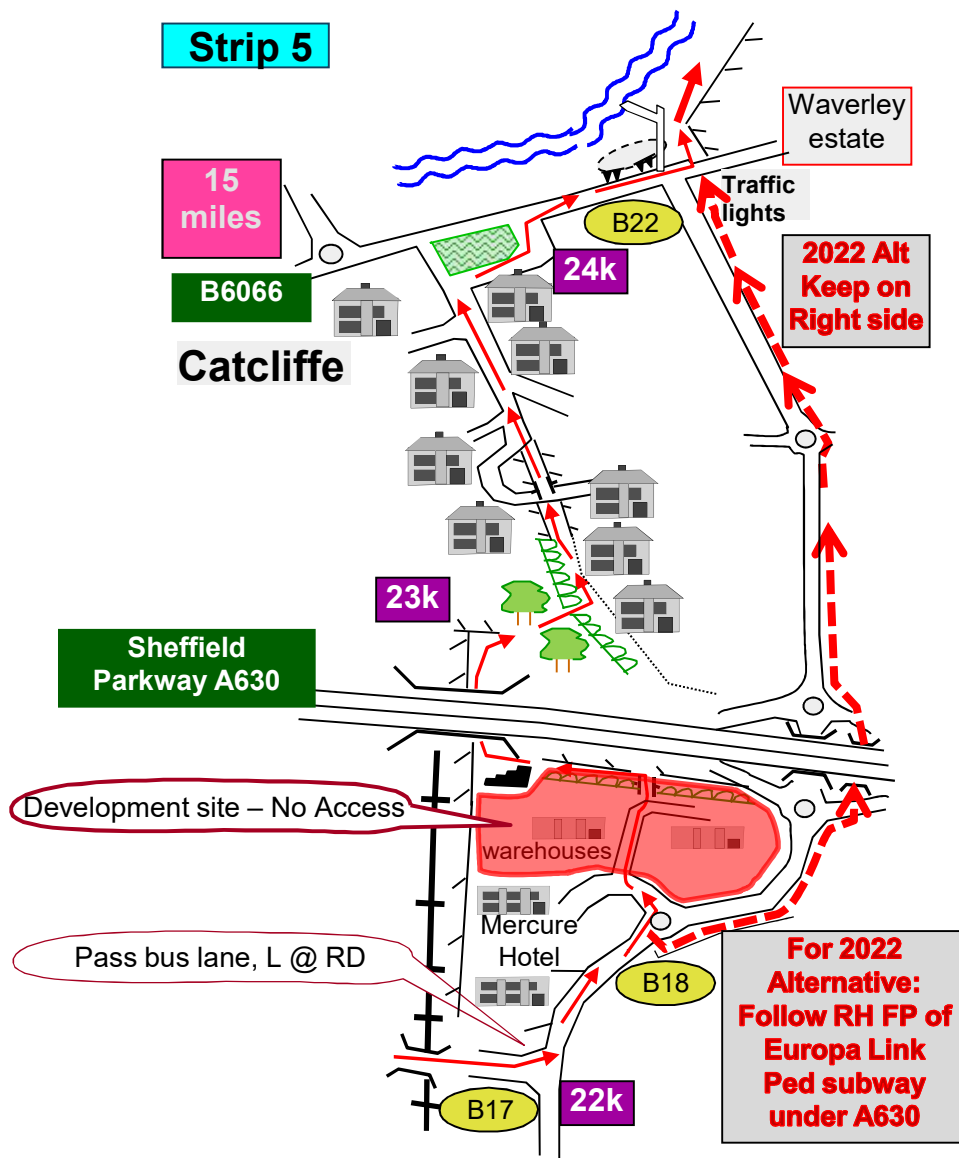 Strip 5
Waverley
estate
15
miles
Traffic
lights
B22
B6066
24k
2022 Alt
Keep on
Right side
Catcliffe
23k
Sheffield
Parkway A630
Development site – No Access
warehouses
Mercure
Hotel
Pass bus lane, L @ RD
B18
For 2022
Alternative:
Follow RH FP of
Europa Link
Ped subway
under A630
B17
22k